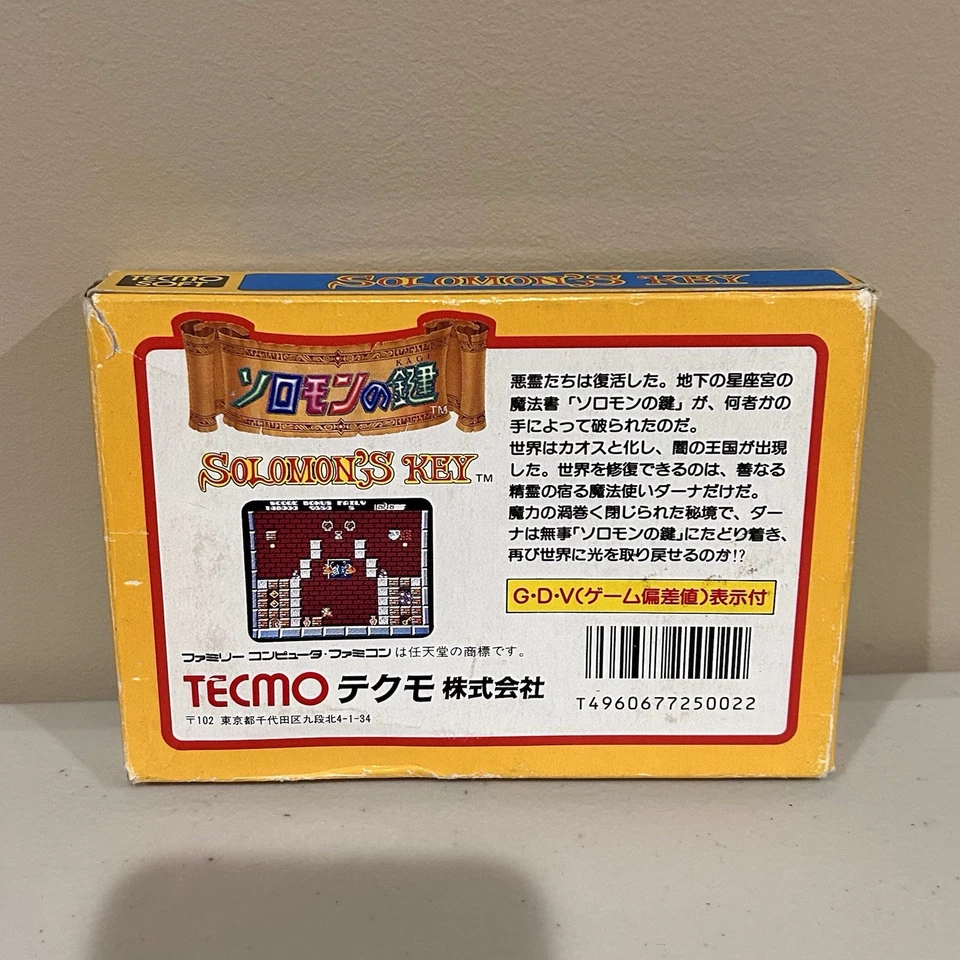 TECMO
SOFT
SOLOMON'S KEY
KAGI
ソロモンの鍵
TM
SOLOMON'S KEY TM
悪霊たちは復活した。地下の星座宮の
魔法書「ソロモンの鍵」が、何者かの
手によって破られたのだ。
世界はカオスと化し、闇の王国が出現
した。世界を修復できるのは、善なる
精霊の宿る魔法使いダーナだけだ。
魔力の渦巻く閉じられた秘境で、ダー
ナは無事「ソロモンの鍵」にたどり着き、
再び世界に光を取り戻せるのか!?
G・D・V(ゲーム偏差値)表示付
ファミリーコンピュータ・ファミコンは任天堂の商標です。
TECMO テクモ 株式会社
〒102 東京都千代田区九段北4-1-34
T4960677250022